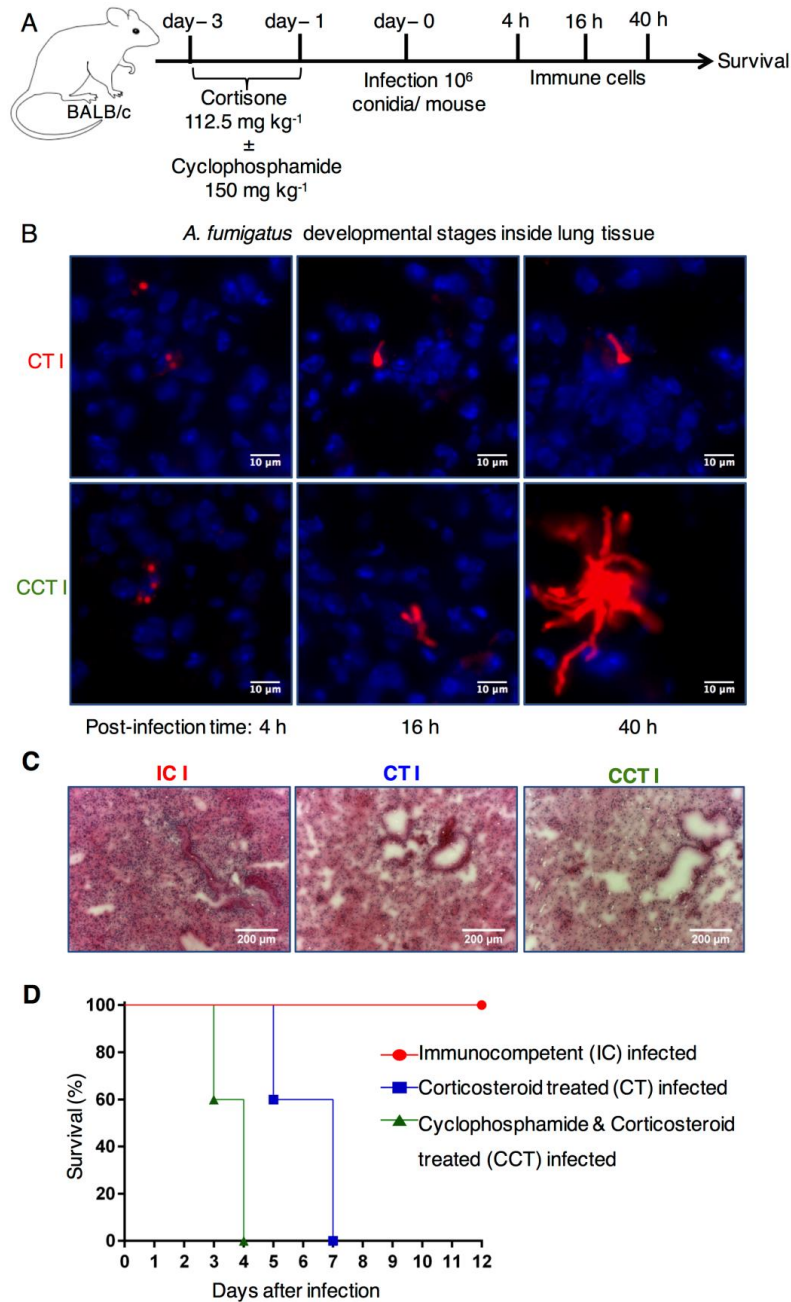 A
day– 3 day– 1 day– 0 4 h 16 h 40 h
Survival
BALB/c
Cortisone
112.5 mg kg⁻¹
±
Cyclophosphamide
150 mg kg⁻¹
Infection 10⁶
conidia/ mouse
Immune cells
B
A. fumigatus developmental stages inside lung tissue
CT I
10 µm 10 µm 10 µm
CCT I
10 µm 10 µm 10 µm
Post-infection time: 4 h 16 h 40 h
C
IC I CT I CCT I
200 µm 200 µm 200 µm
D
Survival (%)
100
80
60
40
20
0
0 1 2 3 4 5 6 7 8 9 10 11 12
Days after infection
Immunocompetent (IC) infected
Corticosteroid treated (CT) infected
Cyclophosphamide & Corticosteroid
treated (CCT) infected